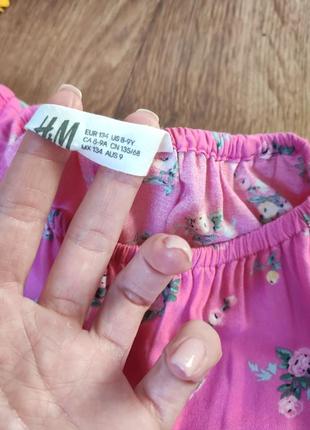 H&M
EUR 134 US 8-9Y
CA 8-9A CN 135/68
MX 134 AUS 9